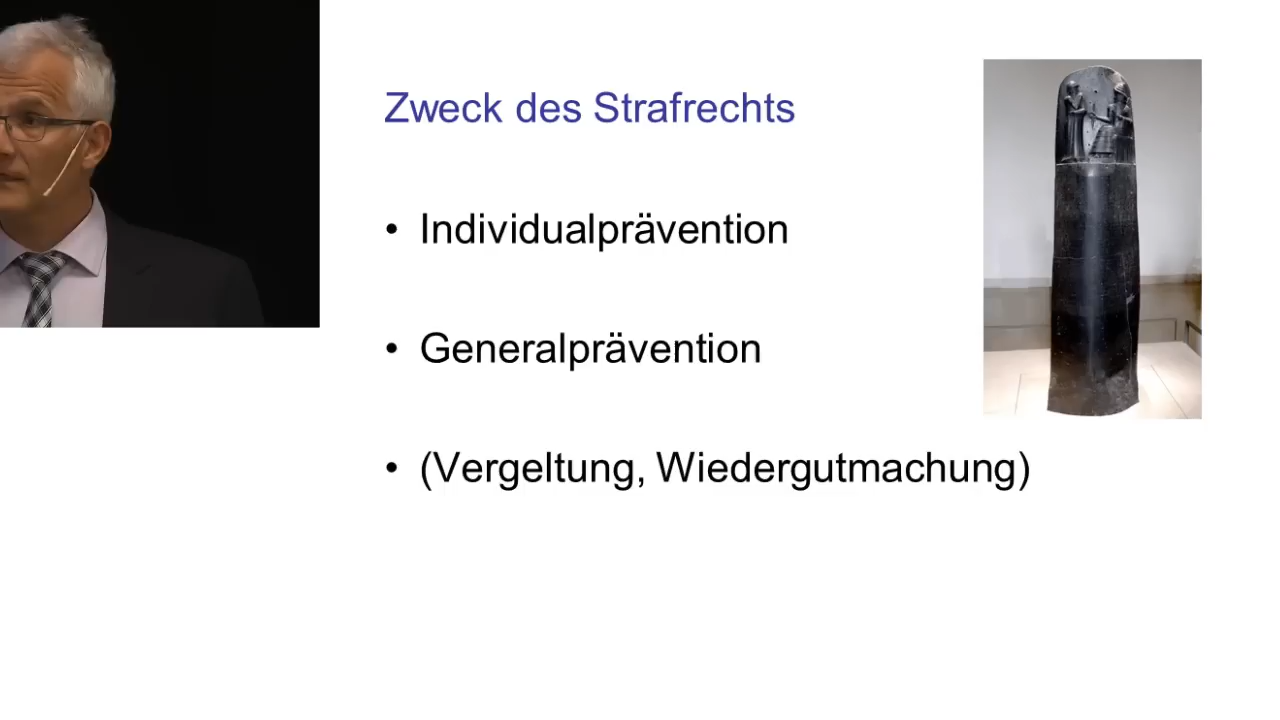 Zweck des Strafrechts
• Individualprävention
• Generalprävention
• (Vergeltung, Wiedergutmachung)